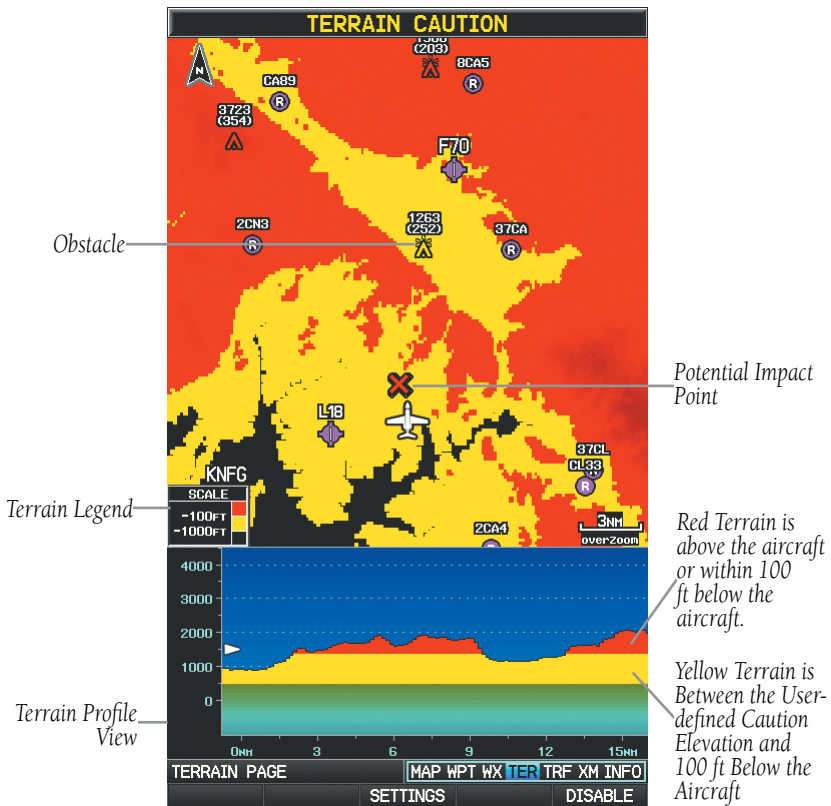 TERRAIN CAUTION
N
(203)
8CA5
CA89
R
R
3723
(354)
F70
1263
(252)
2CN3
R
37CA
R
Obstacle
Potential Impact
Point
L18
37CL
CL33
R
KNFG
SCALE
-100FT
-1000FT
Terrain Legend
2CA4
3NM
overzoom
Red Terrain is
above the aircraft
or within 100
ft below the
aircraft.
4000
3000
2000
1000
0
Yellow Terrain is
Between the User-
defined Caution
Elevation and
100 ft Below the
Aircraft
Terrain Profile
View
0NM 3 6 9 12 15NM
TERRAIN PAGE MAP WPT WX TER TRF XM INFO
SETTINGS DISABLE